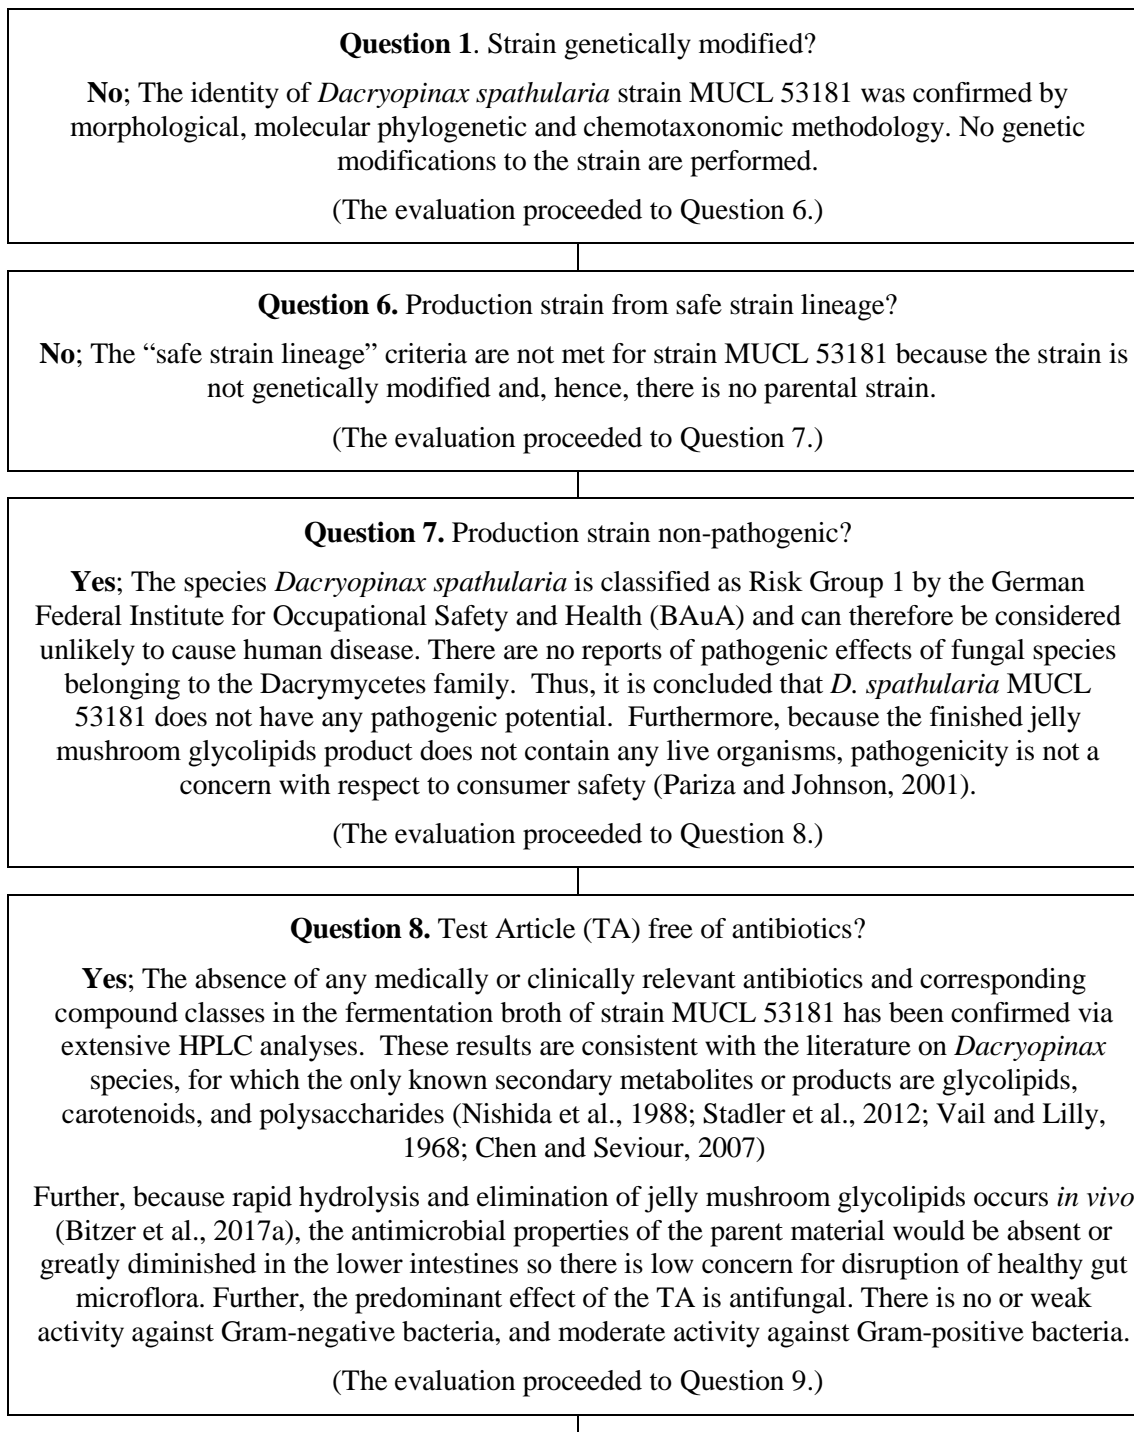 Question 1. Strain genetically modified?
No; The identity of Dacryopinax spathularia strain MUCL 53181 was confirmed by
morphological, molecular phylogenetic and chemotaxonomic methodology. No genetic
modifications to the strain are performed.
(The evaluation proceeded to Question 6.)
Question 6. Production strain from safe strain lineage?
No; The “safe strain lineage” criteria are not met for strain MUCL 53181 because the strain is
not genetically modified and, hence, there is no parental strain.
(The evaluation proceeded to Question 7.)
Question 7. Production strain non-pathogenic?
Yes; The species Dacryopinax spathularia is classified as Risk Group 1 by the German
Federal Institute for Occupational Safety and Health (BAuA) and can therefore be considered
unlikely to cause human disease. There are no reports of pathogenic effects of fungal species
belonging to the Dacrymycetes family.  Thus, it is concluded that D. spathularia MUCL
53181 does not have any pathogenic potential.  Furthermore, because the finished jelly
mushroom glycolipids product does not contain any live organisms, pathogenicity is not a
concern with respect to consumer safety (Pariza and Johnson, 2001).
(The evaluation proceeded to Question 8.)
Question 8. Test Article (TA) free of antibiotics?
Yes; The absence of any medically or clinically relevant antibiotics and corresponding
compound classes in the fermentation broth of strain MUCL 53181 has been confirmed via
extensive HPLC analyses.  These results are consistent with the literature on Dacryopinax
species, for which the only known secondary metabolites or products are glycolipids,
carotenoids, and polysaccharides (Nishida et al., 1988; Stadler et al., 2012; Vail and Lilly,
1968; Chen and Seviour, 2007)
Further, because rapid hydrolysis and elimination of jelly mushroom glycolipids occurs in vivo
(Bitzer et al., 2017a), the antimicrobial properties of the parent material would be absent or
greatly diminished in the lower intestines so there is low concern for disruption of healthy gut
microflora. Further, the predominant effect of the TA is antifungal. There is no or weak
activity against Gram-negative bacteria, and moderate activity against Gram-positive bacteria.
(The evaluation proceeded to Question 9.)